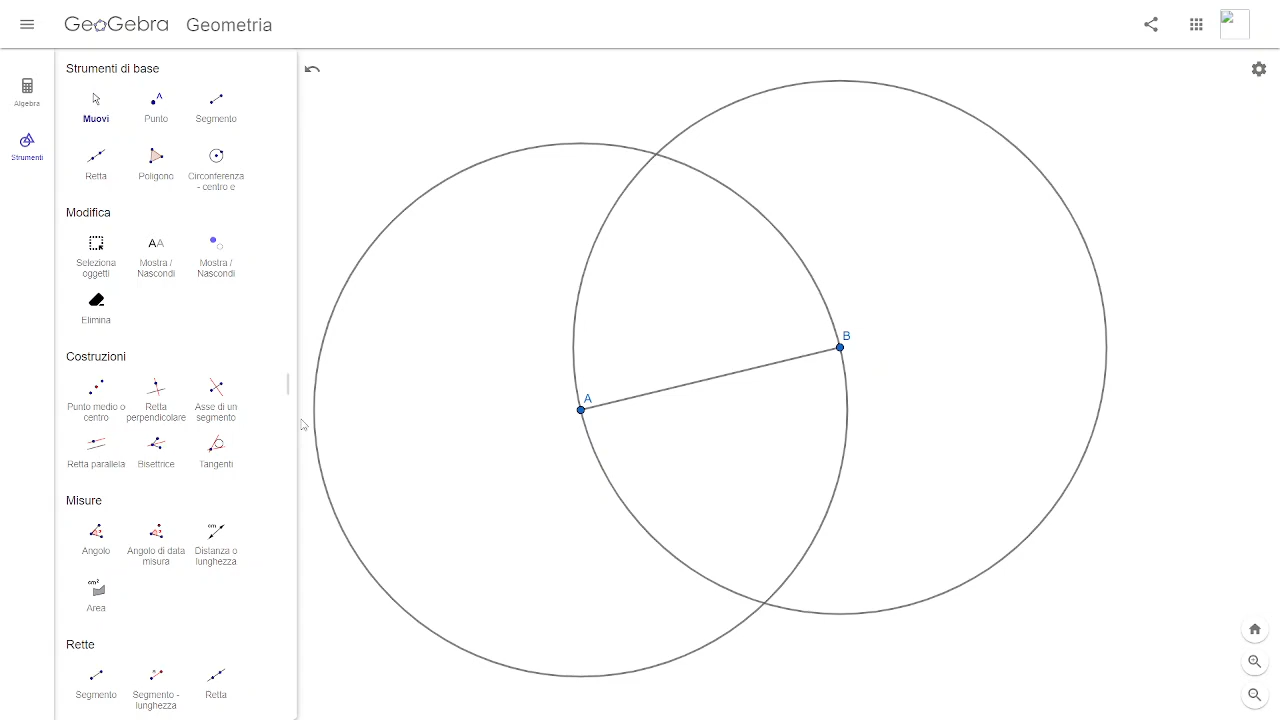 GeoGebra Geometria
Algebra
Strumenti
Strumenti di base
Muovi Punto Segmento
Retta Poligono Circonferenza
- centro e
Modifica
Seleziona Mostra / Mostra /
oggetti Nascondi Nascondi
Elimina
Costruzioni
Punto medio o Retta Asse di un
centro perpendicolare segmento
Retta parallela Bisettrice Tangenti
Misure
Angolo Angolo di data Distanza o
misura lunghezza
cm
cm²
Area
Rette
Segmento Segmento - Retta
lunghezza
A
B